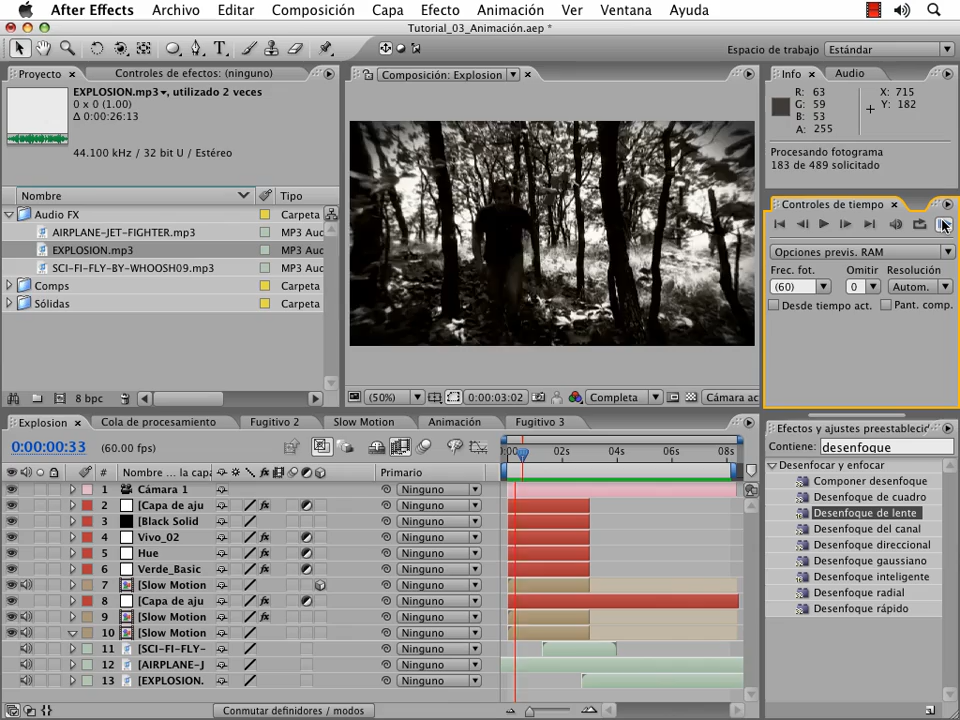 After Effects Archivo Editar Composición Capa Efecto Animación Ver Ventana Ayuda
Tutorial_03_Animación.aep *
Espacio de trabajo Estándar
Proyecto Controles de efectos: (ninguno)
EXPLOSION.mp3, utilizado 2 veces
0 x 0 (1.00)
Δ 0:00:26:13
44.100 kHz / 32 bit U / Estéreo
Nombre Tipo
Audio FX Carpeta
AIRPLANE-JET-FIGHTER.mp3 MP3 Auc
EXPLOSION.mp3 MP3 Auc
SCI-FI-FLY-BY-WHOOSH09.mp3 MP3 Auc
Comps Carpeta
Sólidas Carpeta
8 bpc
Composición: Explosion
(50%) 0:00:03:02 Completa Cámara ac
Info Audio
R: 63 X: 715
G: 59 Y: 182
B: 53
A: 255
Procesando fotograma
183 de 489 solicitado
Controles de tiempo
Opciones previs. RAM
Frec. fot. Omitir Resolución
(60) 0 Autom.
Desde tiempo act. Pant. comp.
Explosion Cola de procesamiento Fugitivo 2 Slow Motion Animación Fugitivo 3
0:00:00:33 (60.00 fps)
:00s 02s 04s 06s 08s
# Nombre ... la capa Primario
1 Cámara 1 Ninguno
2 [Capa de aju Ninguno
3 [Black Solid Ninguno
4 Vivo_02 Ninguno
5 Hue Ninguno
6 Verde_Basic Ninguno
7 [Slow Motion Ninguno
8 [Capa de aju Ninguno
9 [Slow Motion Ninguno
10 [Slow Motion Ninguno
11 [SCI-FI-FLY- Ninguno
12 [AIRPLANE-J Ninguno
13 [EXPLOSION. Ninguno
Conmutar definidores / modos
Efectos y ajustes preestableci
Contiene: desenfoque
Desenfocar y enfocar
Componer desenfoque
Desenfoque de cuadro
Desenfoque de lente
Desenfoque del canal
Desenfoque direccional
Desenfoque gaussiano
Desenfoque inteligente
Desenfoque radial
Desenfoque rápido